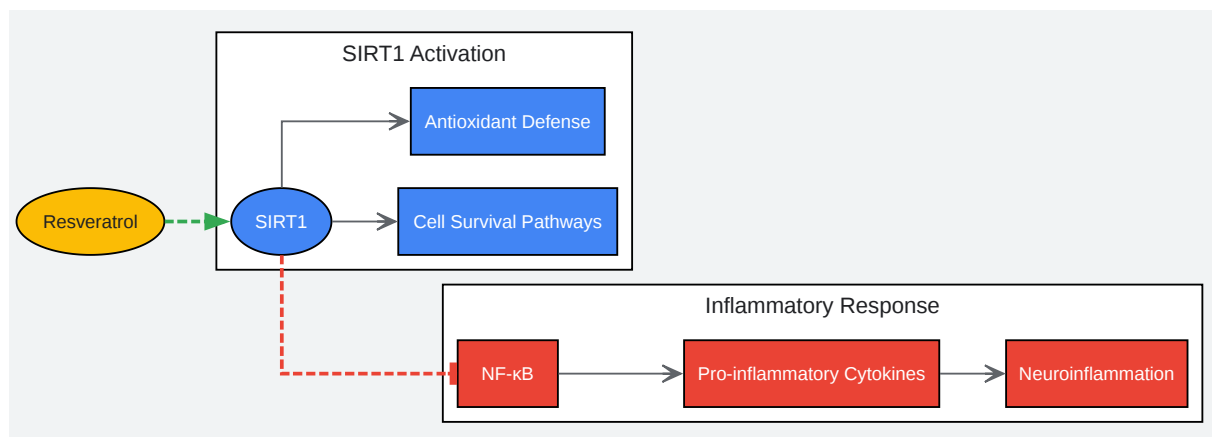 SIRT1 Activation
Antioxidant Defense
Resveratrol
SIRT1
Cell Survival Pathways
Inflammatory Response
NF-κB
Pro-inflammatory Cytokines
Neuroinflammation